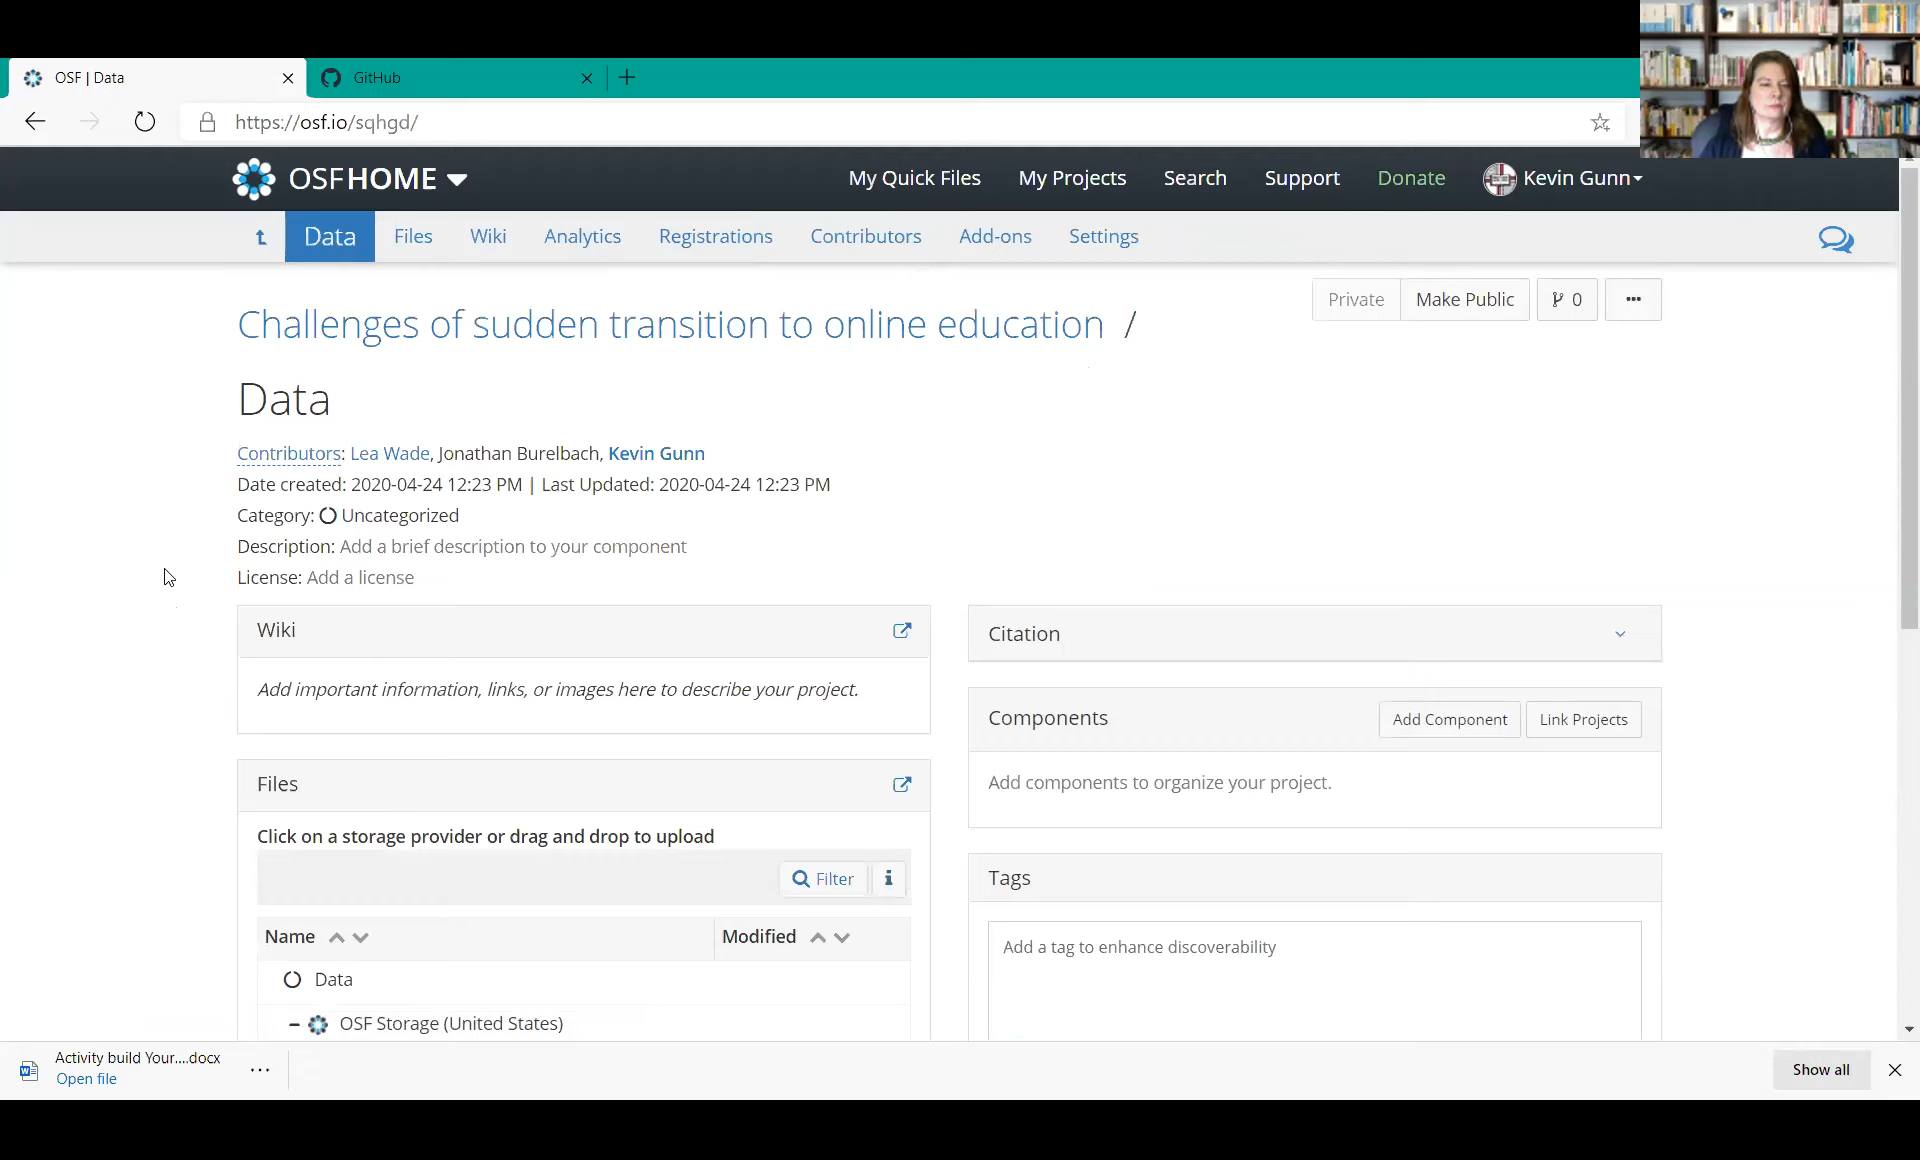 OSF | Data
GitHub
https://osf.io/sqhgd/
OSFHOME
My Quick Files
My Projects
Search
Support
Donate
Kevin Gunn
Data
Files
Wiki
Analytics
Registrations
Contributors
Add-ons
Settings
Private
Make Public
0
Challenges of sudden transition to online education /
Data
Contributors: Lea Wade, Jonathan Burelbach, Kevin Gunn
Date created: 2020-04-24 12:23 PM | Last Updated: 2020-04-24 12:23 PM
Category: Uncategorized
Description: Add a brief description to your component
License: Add a license
Wiki
Add important information, links, or images here to describe your project.
Files
Click on a storage provider or drag and drop to upload
Filter
i
Name
Modified
Data
OSF Storage (United States)
Citation
Components
Add Component
Link Projects
Add components to organize your project.
Tags
Add a tag to enhance discoverability
Activity build Your....docx
Open file
Show all